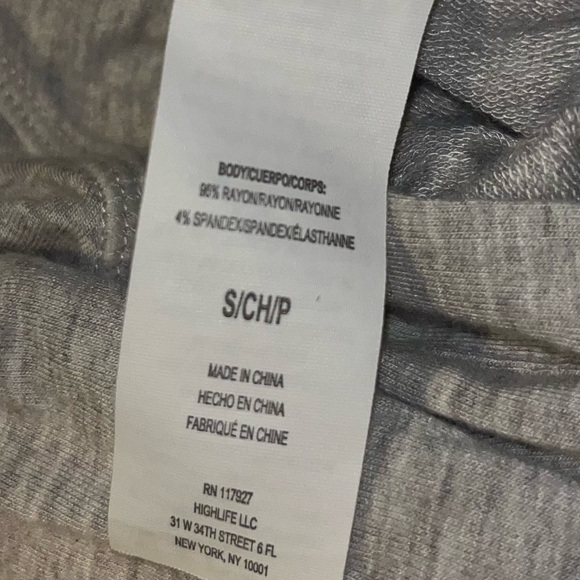 BODY/CUERPO/CORPS:
96% RAYON/RAYON/RAYONNE
4% SPANDEX/SPANDEX/ÉLASTHANNE
S/CH/P
MADE IN CHINA
HECHO EN CHINA
FABRIQUÉ EN CHINE
RN 117927
HIGHLIFE LLC
31 W 34TH STREET 6 FL
NEW YORK, NY 10001